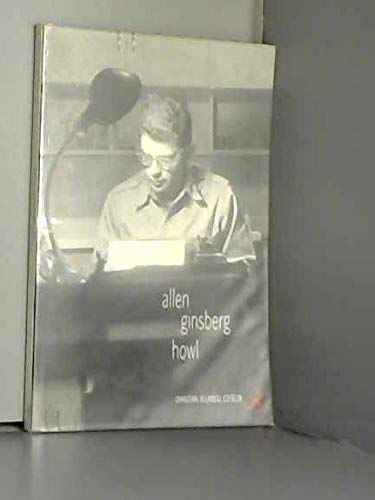 allen
ginsberg
howl
CHRISTIAN BOURGOIS EDITEUR